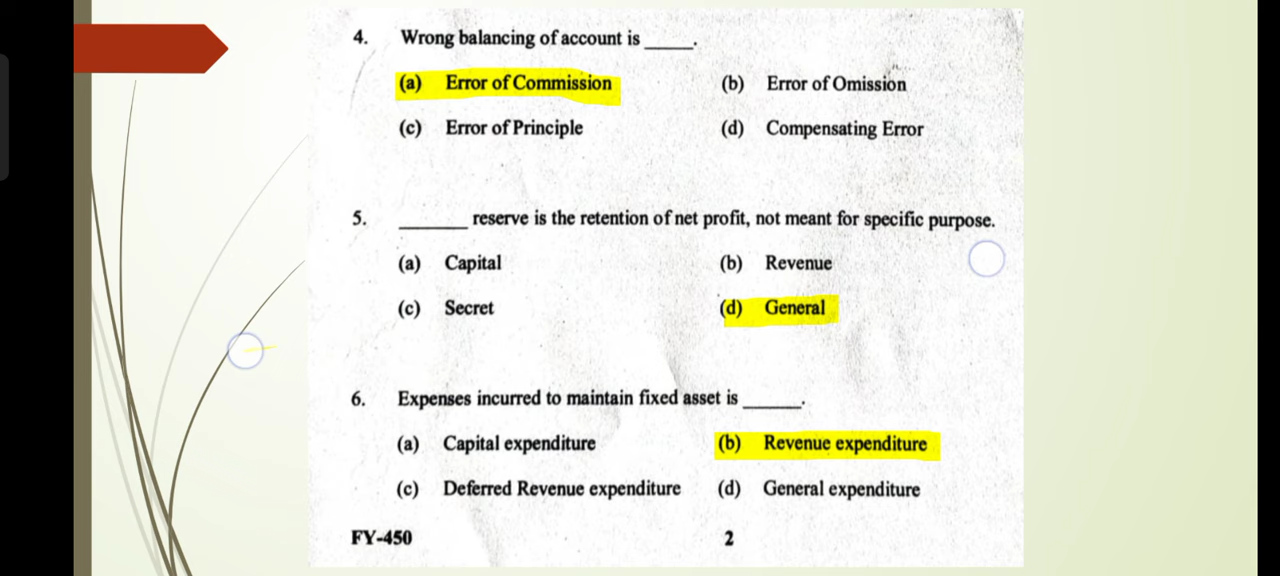 4. Wrong balancing of account is _____.
(a) Error of Commission (b) Error of Omission
(c) Error of Principle (d) Compensating Error
5. _______ reserve is the retention of net profit, not meant for specific purpose.
(a) Capital (b) Revenue
(c) Secret (d) General
6. Expenses incurred to maintain fixed asset is ______.
(a) Capital expenditure (b) Revenue expenditure
(c) Deferred Revenue expenditure (d) General expenditure
FY-450 2